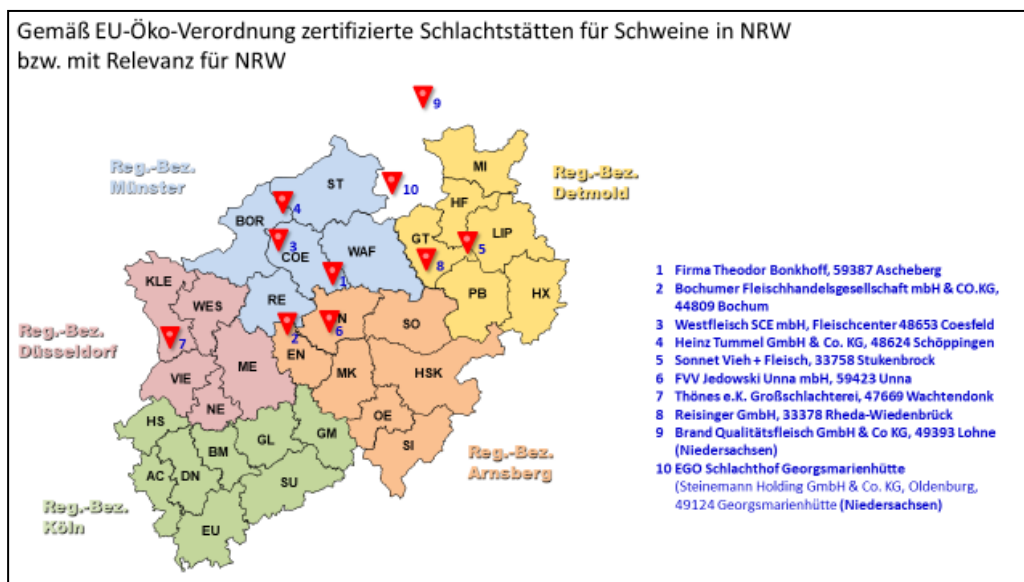 Gemäß EU-Öko-Verordnung zertifizierte Schlachtstätten für Schweine in NRW
bzw. mit Relevanz für NRW
9
Reg.-Bez.
Münster
ST
10
MI
Reg.-Bez.
Detmold
4
BOR
HF
LIP
3
COE
WAF
GT
5
8
1
KLE
WES
RE
PB
HX
Reg.-Bez.
Düsseldorf
7
2
N
6
SO
EN
ME
VIE
MK
HSK
NE
HS
GL
GM
OE
BM
SI
AC
DN
SU
Reg.-Bez.
Arnsberg
Reg.-Bez.
Köln
EU
1 Firma Theodor Bonkhoff, 59387 Ascheberg
2 Bochumer Fleischhandelsgesellschaft mbH & CO.KG,
44809 Bochum
3 Westfleisch SCE mbH, Fleischcenter 48653 Coesfeld
4 Heinz Tummel GmbH & Co. KG, 48624 Schöppingen
5 Sonnet Vieh + Fleisch, 33758 Stukenbrock
6 FVV Jedowski Unna mbH, 59423 Unna
7 Thönes e.K. Großschlachterei, 47669 Wachtendonk
8 Reisinger GmbH, 33378 Rheda-Wiedenbrück
9 Brand Qualitätsfleisch GmbH & Co KG, 49393 Lohne
(Niedersachsen)
10 EGO Schlachthof Georgsmarienhütte
(Steinemann Holding GmbH & Co. KG, Oldenburg,
49124 Georgsmarienhütte (Niedersachsen)